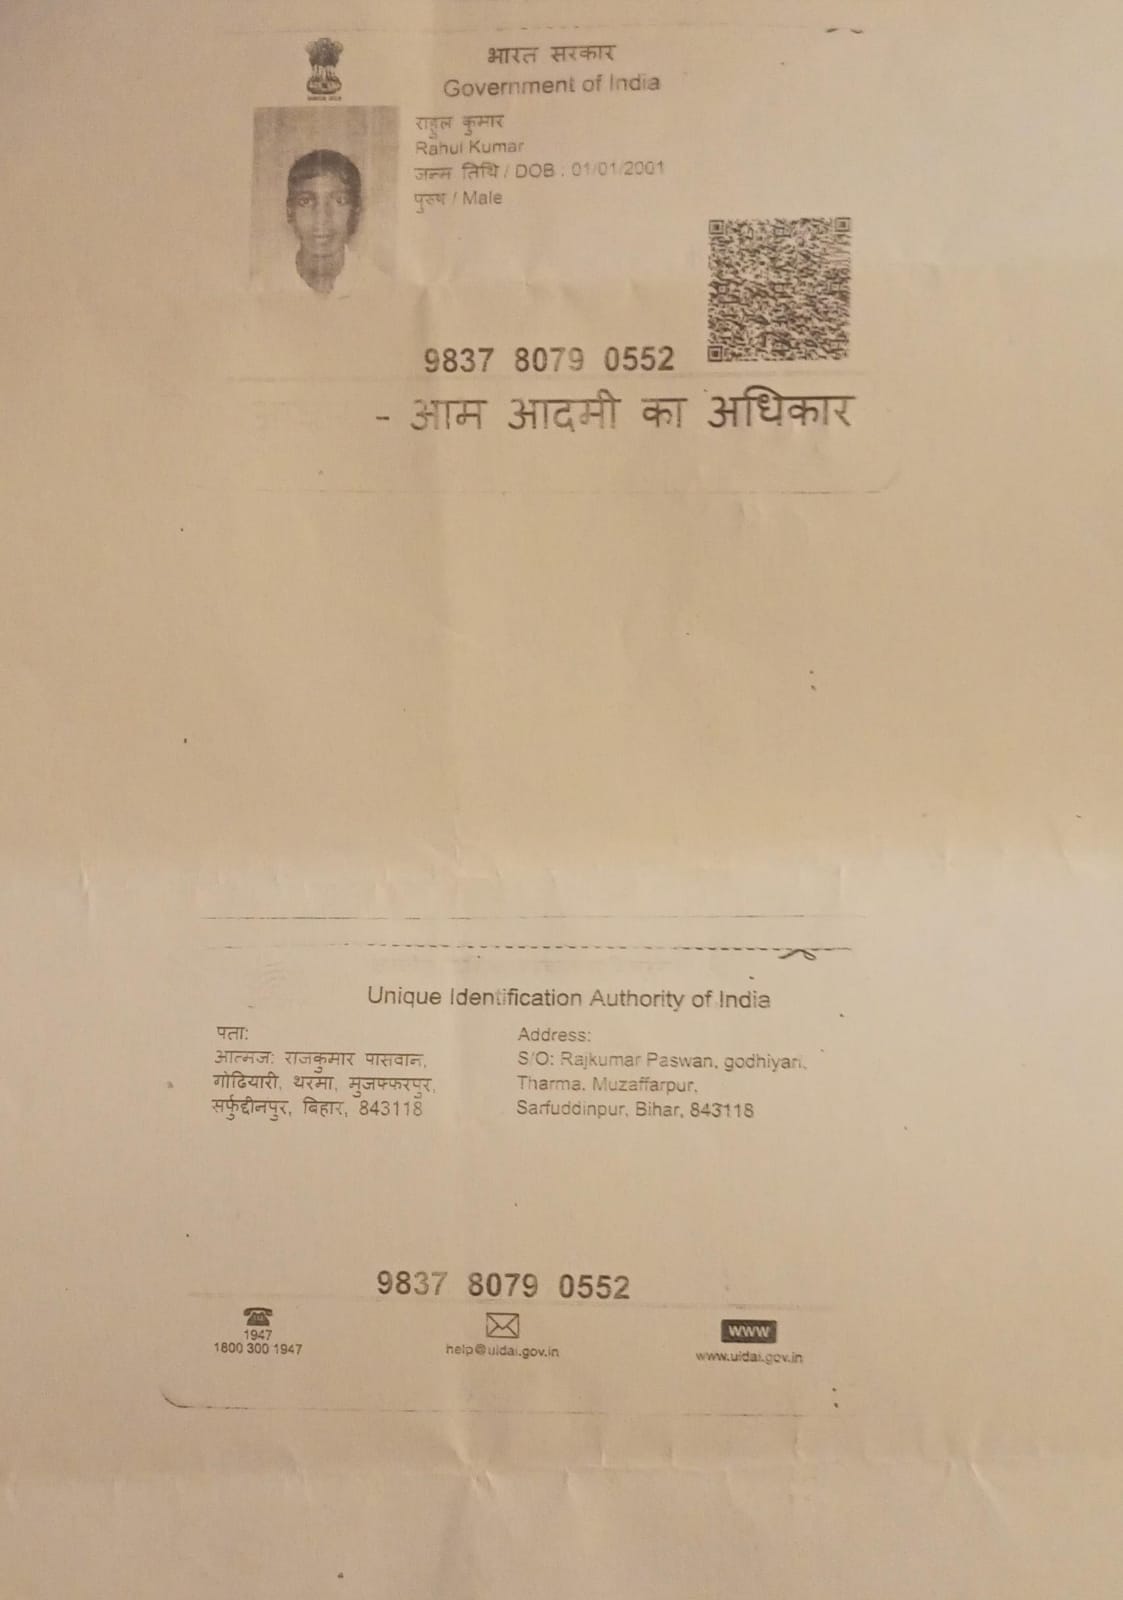 भारत सरकार
Government of India
राहुल कुमार
Rahul Kumar
जन्म तिथि / DOB : 01/01/2001
पुरुष / Male
9837 8079 0552
- आम आदमी का अधिकार
Unique Identification Authority of India
पता:
आत्मज: राजकुमार पासवान,
गोढियारी, थरमा, मुजफ्फरपुर,
सर्फुद्दीनपुर, बिहार, 843118
Address:
S/O: Rajkumar Paswan, godhiyari,
Tharma, Muzaffarpur,
Sarfuddinpur, Bihar, 843118
9837 8079 0552
1947
1800 300 1947
help@uidai.gov.in
www
www.uidai.gov.in